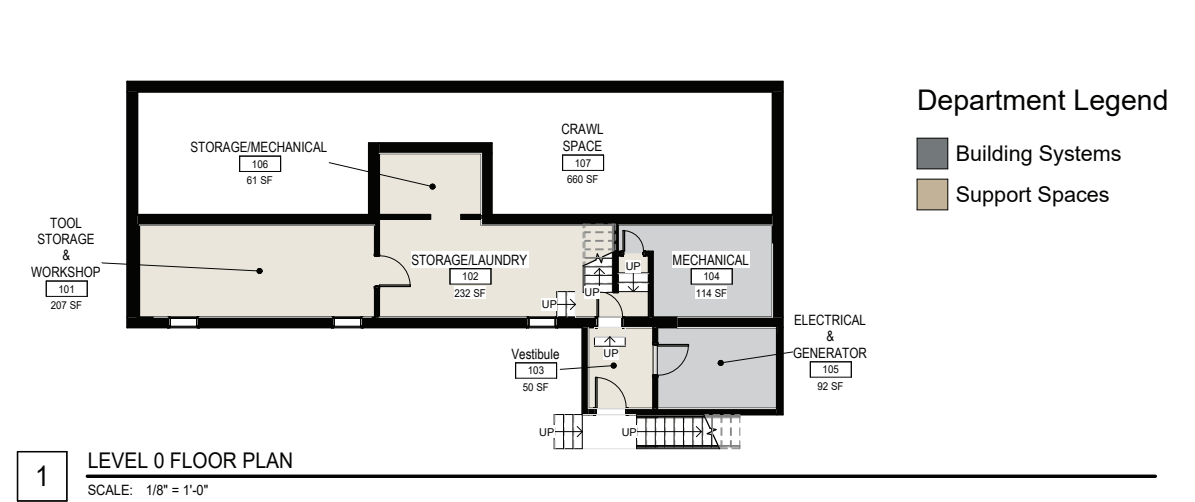 Department Legend
Building Systems
Support Spaces
CRAWL
SPACE
107
660 SF
STORAGE/MECHANICAL
106
61 SF
TOOL
STORAGE
&
WORKSHOP
101
207 SF
STORAGE/LAUNDRY
102
232 SF
UP
UP
UP
MECHANICAL
104
114 SF
ELECTRICAL
&
GENERATOR
105
92 SF
Vestibule
103
50 SF
UP
UP
UP
1
LEVEL 0 FLOOR PLAN
SCALE: 1/8" = 1'-0"